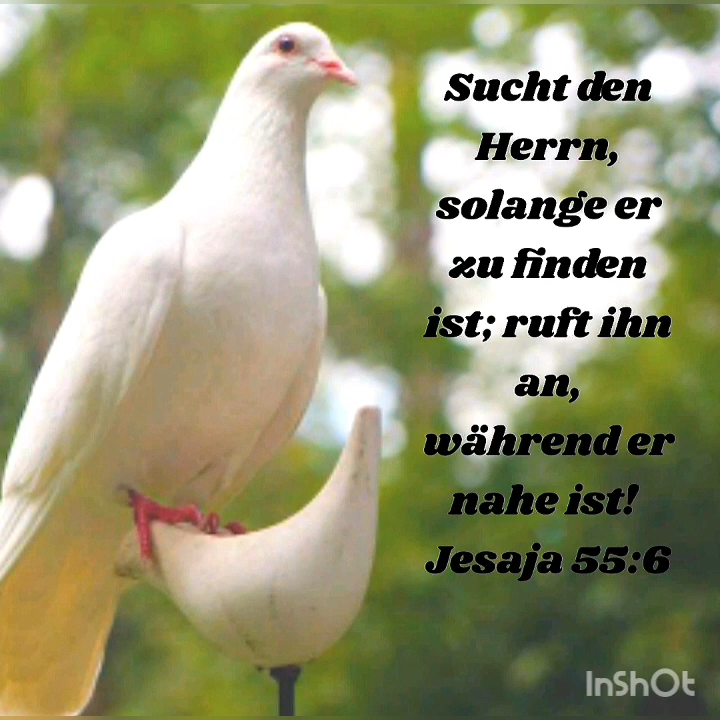 Sucht den
Herrn,
solange er
zu finden
ist; ruft ihn
an,
während er
nahe ist!
Jesaja 55:6
InShOt